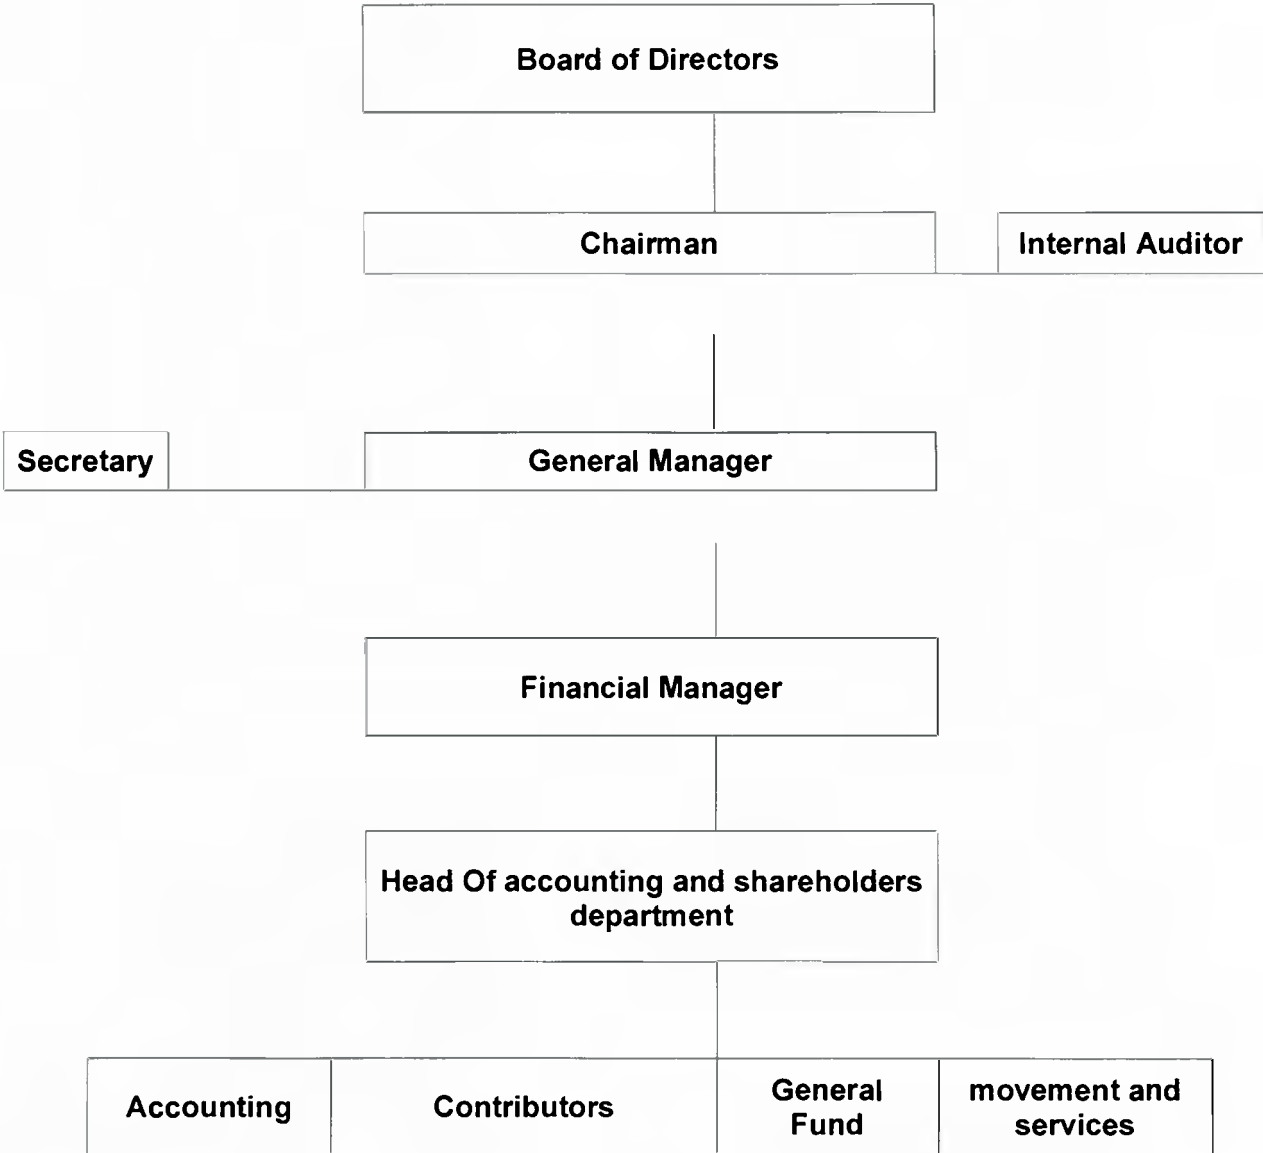 Board of Directors
Chairman
Internal Auditor
Secretary
General Manager
Financial Manager
Head Of accounting and shareholders
department
Accounting
Contributors
General
Fund
movement and
services